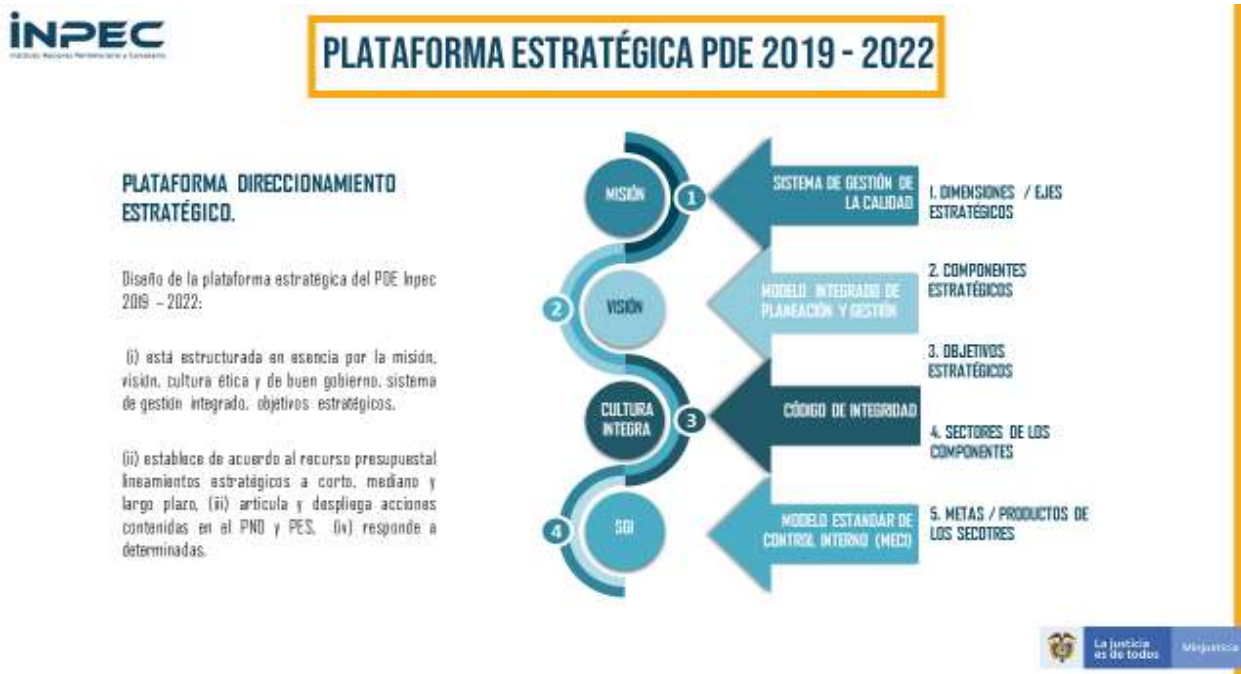 INPEC
Instituto Nacional Penitenciario y Carcelario
PLATAFORMA ESTRATÉGICA PDE 2019 - 2022
PLATAFORMA DIRECCIONAMIENTO
ESTRATÉGICO.
Diseño de la plataforma estratégica del PDE Inpec
2019 – 2022:
(i) está estructurada en esencia por la misión,
visión, cultura ética y de buen gobierno, sistema
de gestión integrado, objetivos estratégicos.
(ii) establece de acuerdo al recurso presupuestal
lineamientos estratégicos a corto, mediano y
largo plazo, (iii) articula y despliega acciones
contenidas en el PND y PES, (iv) responde a
determinadas.
MISIÓN
1
SISTEMA DE GESTIÓN DE
LA CALIDAD
VISIÓN
2
MODELO INTEGRADO DE
PLANEACIÓN Y GESTIÓN
CULTURA
INTEGRA
3
CÓDIGO DE INTEGRIDAD
SGI
4
MODELO ESTANDAR DE
CONTROL INTERNO (MECI)
1. DIMENSIONES / EJES
ESTRATÉGICOS
2. COMPONENTES
ESTRATÉGICOS
3. OBJETIVOS
ESTRATÉGICOS
4. SECTORES DE LOS
COMPONENTES
5. METAS / PRODUCTOS DE
LOS SECOTRES
La justicia
es de todos
Minjusticia